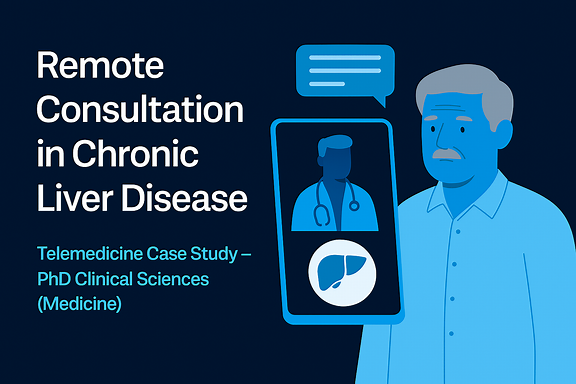 Remote
Consultation
in Chronic
Liver Disease
Telemedicine Case Study –
PhD Clinical Sciences
(Medicine)